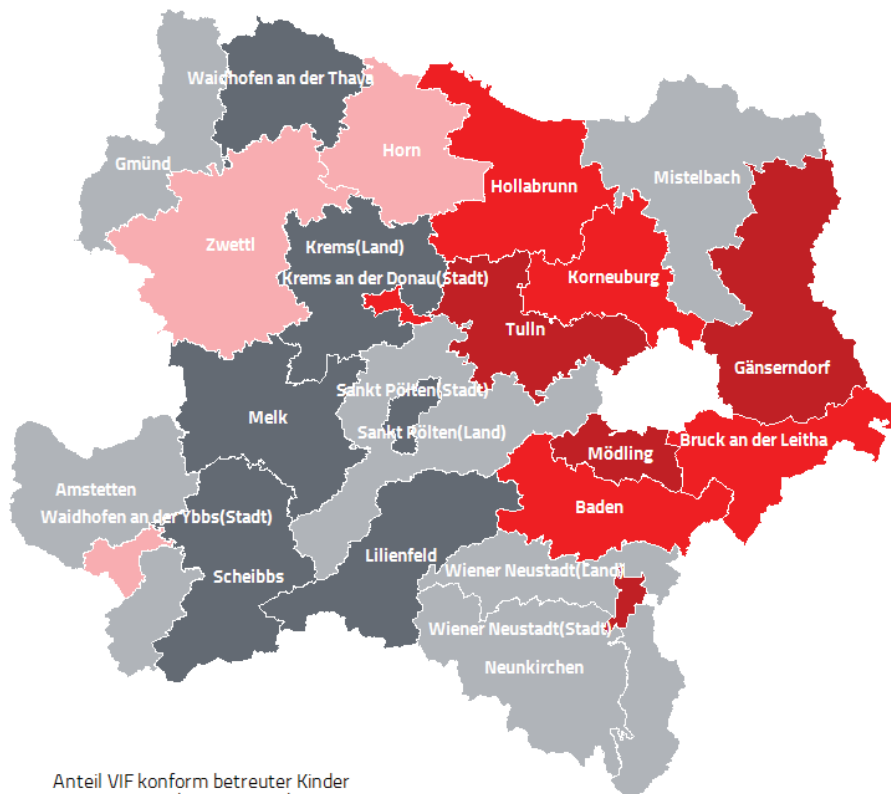 Waidhofen an der Thaya
Gmünd
Horn
Hollabrunn
Mistelbach
Zwettl
Krems(Land)
Krems an der Donau(Stadt)
Korneuburg
Tulln
Gänserndorf
Sankt Pölten(Stadt)
Melk
Sankt Pölten(Land)
Mödling
Bruck an der Leitha
Amstetten
Baden
Waidhofen an der Ybbs(Stadt)
Lilienfeld
Scheibbs
Wiener Neustadt(Land)
Wiener Neustadt(Stadt)
Neunkirchen
Anteil VIF konform betreuter Kinder